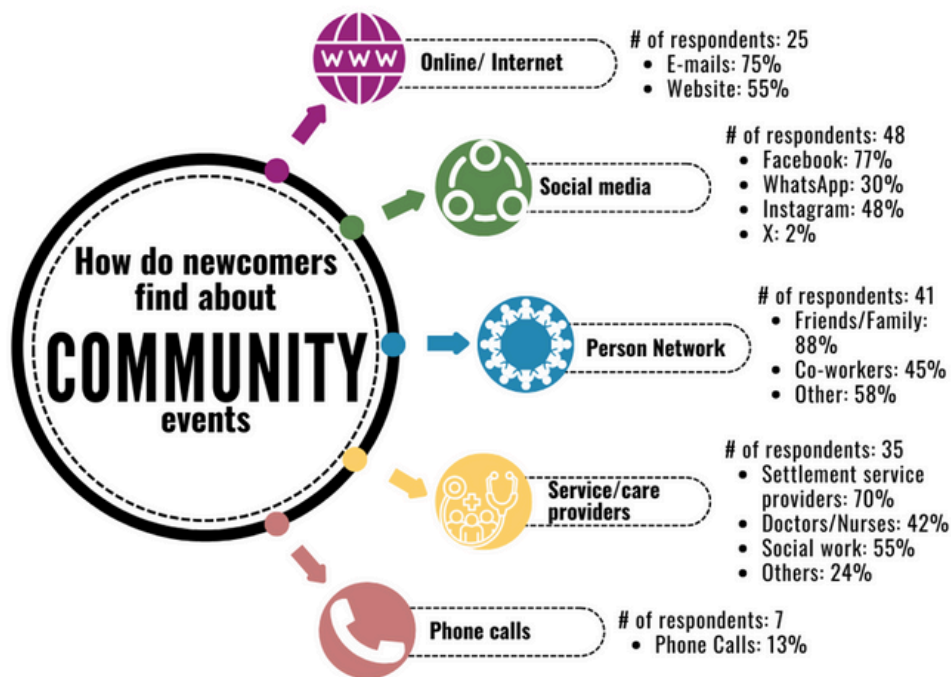 How do newcomers
find about
COMMUNITY
events
WWW
Online/ Internet
# of respondents: 25
• E-mails: 75%
• Website: 55%
Social media
# of respondents: 48
• Facebook: 77%
• WhatsApp: 30%
• Instagram: 48%
• X: 2%
Person Network
# of respondents: 41
• Friends/Family:
88%
• Co-workers: 45%
• Other: 58%
Service/care
providers
# of respondents: 35
• Settlement service
providers: 70%
• Doctors/Nurses: 42%
• Social work: 55%
• Others: 24%
Phone calls
# of respondents: 7
• Phone Calls: 13%